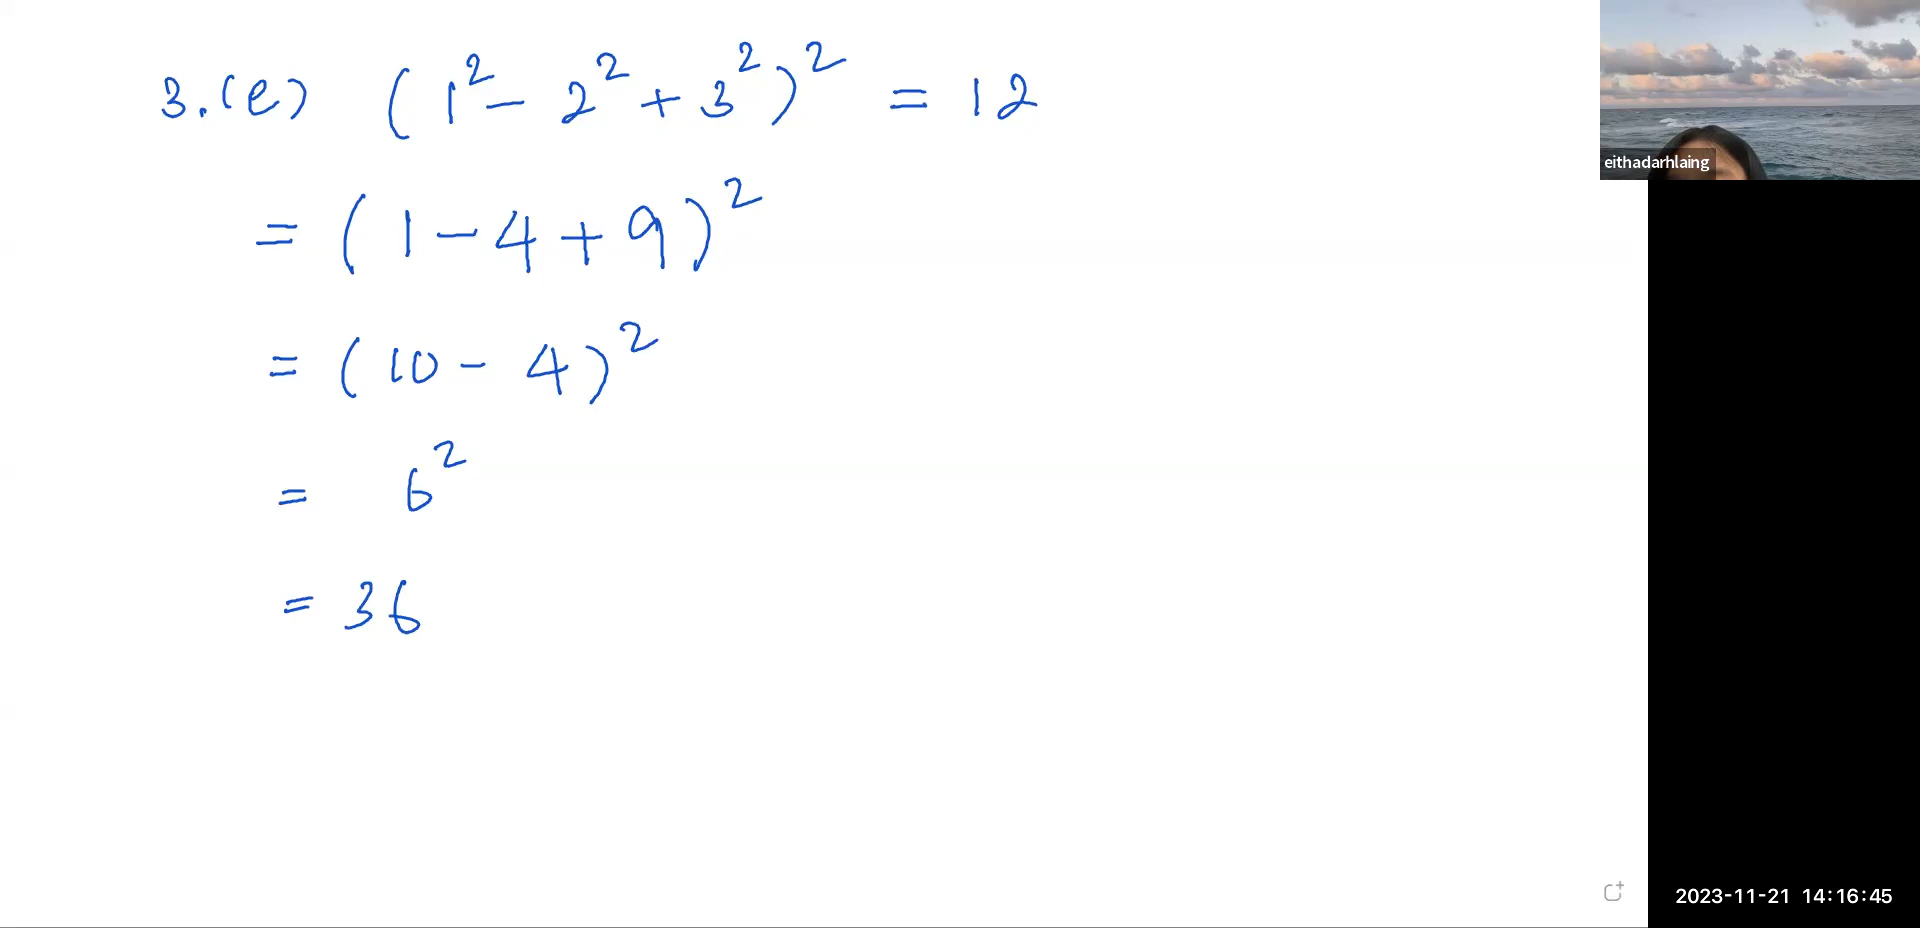 3.(e) (1² - 2² + 3²)² = 12
= (1 - 4 + 9)²
= (10 - 4)²
= 6²
= 36
eithadarhlaing
2023-11-21 14:16:45